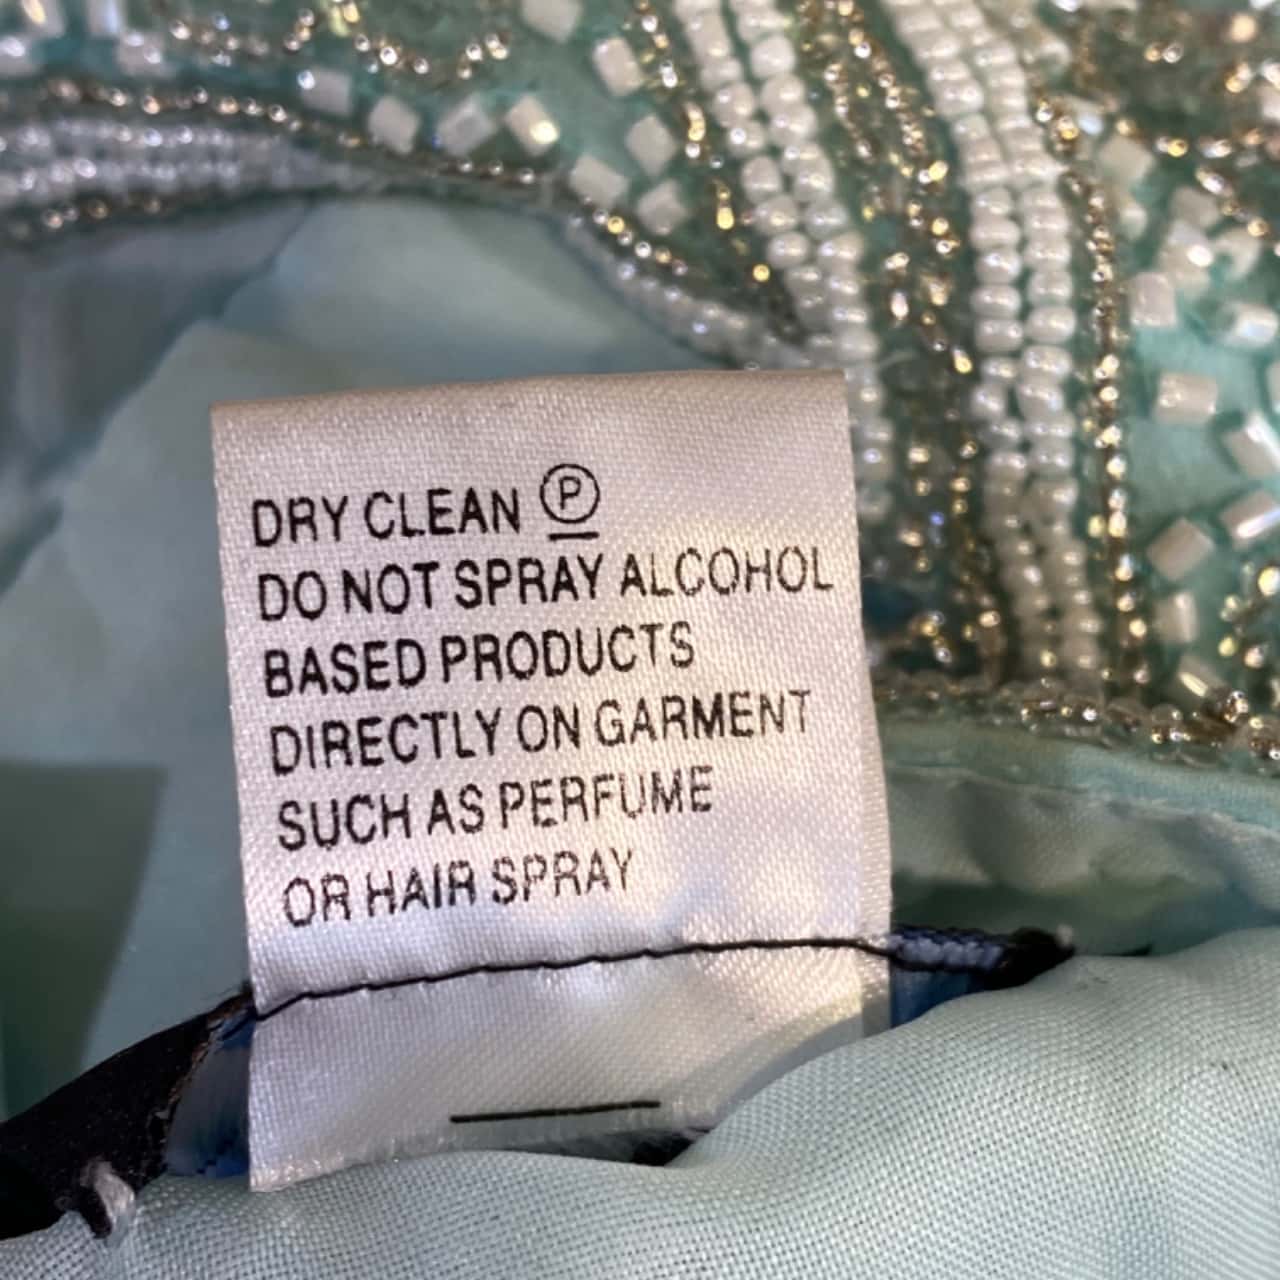 DRY CLEAN Ⓟ
DO NOT SPRAY ALCOHOL
BASED PRODUCTS
DIRECTLY ON GARMENT
SUCH AS PERFUME
OR HAIR SPRAY